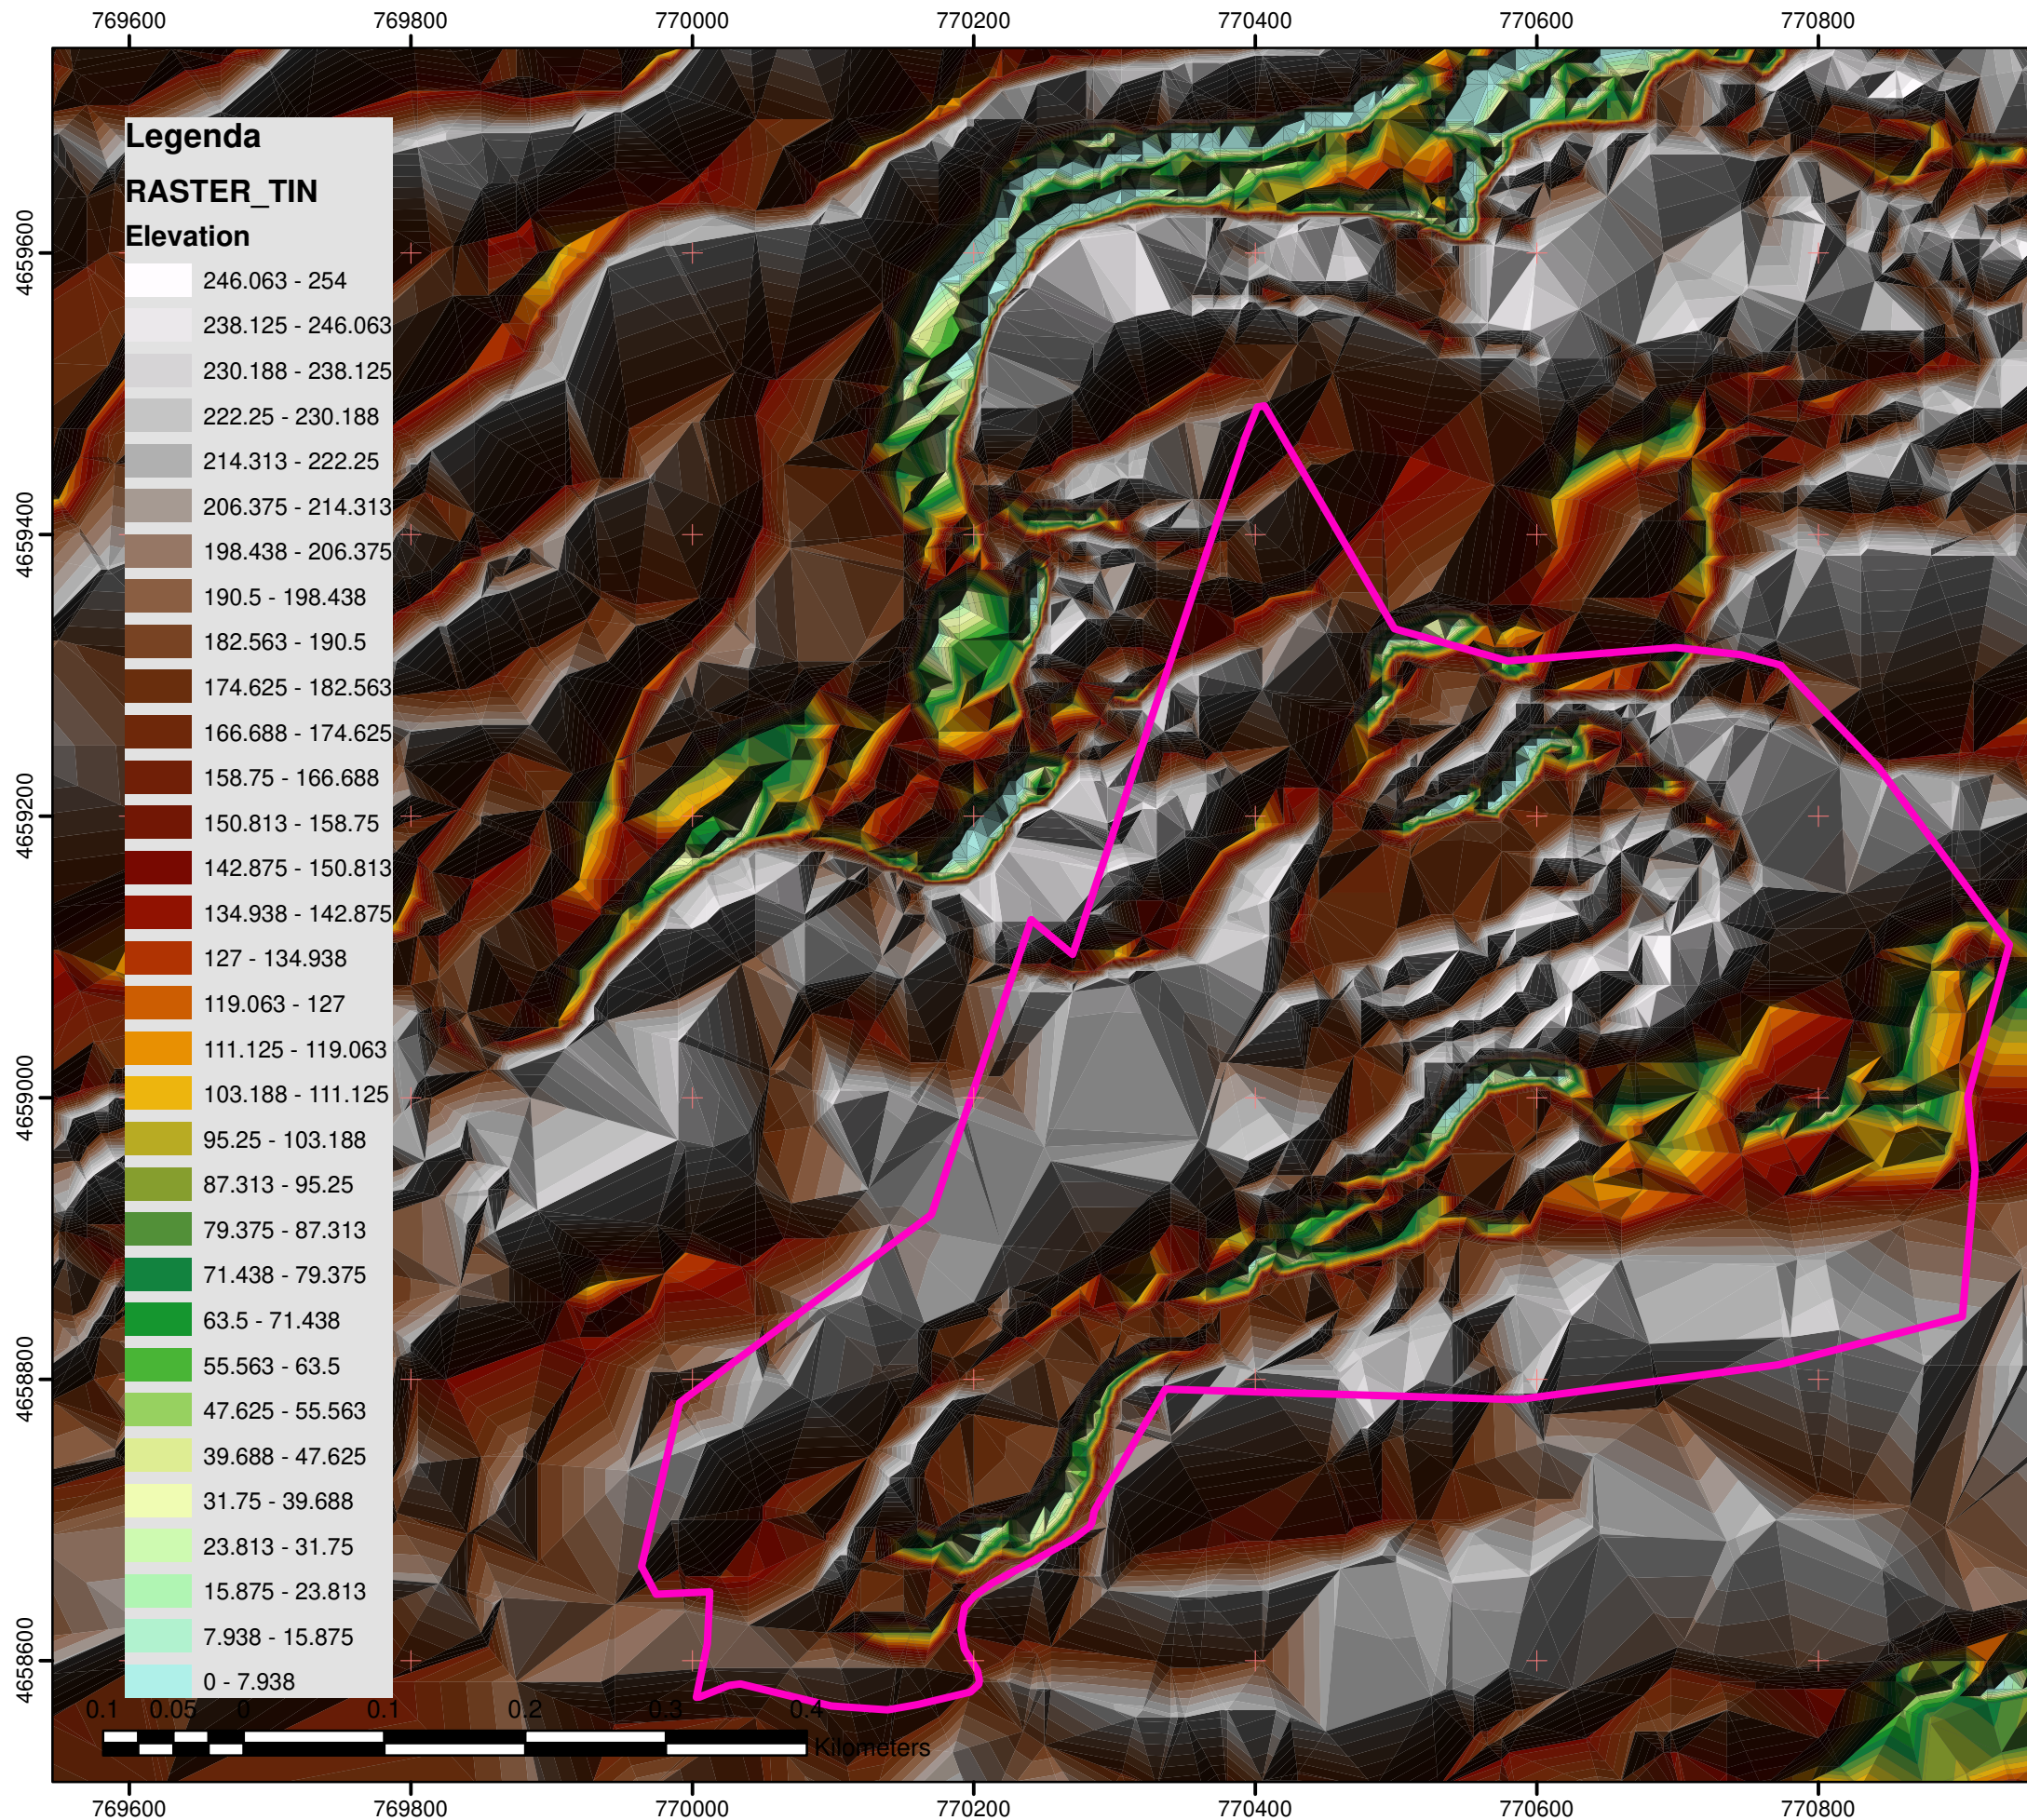 769600 769800 770000 770200 770400 770600 770800
4659600
4659400
4659200
4659000
4658800
4658600
Legenda
RASTER_TIN
Elevation
246.063 - 254
238.125 - 246.063
230.188 - 238.125
222.25 - 230.188
214.313 - 222.25
206.375 - 214.313
198.438 - 206.375
190.5 - 198.438
182.563 - 190.5
174.625 - 182.563
166.688 - 174.625
158.75 - 166.688
150.813 - 158.75
142.875 - 150.813
134.938 - 142.875
127 - 134.938
119.063 - 127
111.125 - 119.063
103.188 - 111.125
95.25 - 103.188
87.313 - 95.25
79.375 - 87.313
71.438 - 79.375
63.5 - 71.438
55.563 - 63.5
47.625 - 55.563
39.688 - 47.625
31.75 - 39.688
23.813 - 31.75
15.875 - 23.813
7.938 - 15.875
0 - 7.938
0.1 0.05 0 0.1 0.2 0.3 0.4
Kilometers
769600 769800 770000 770200 770400 770600 770800